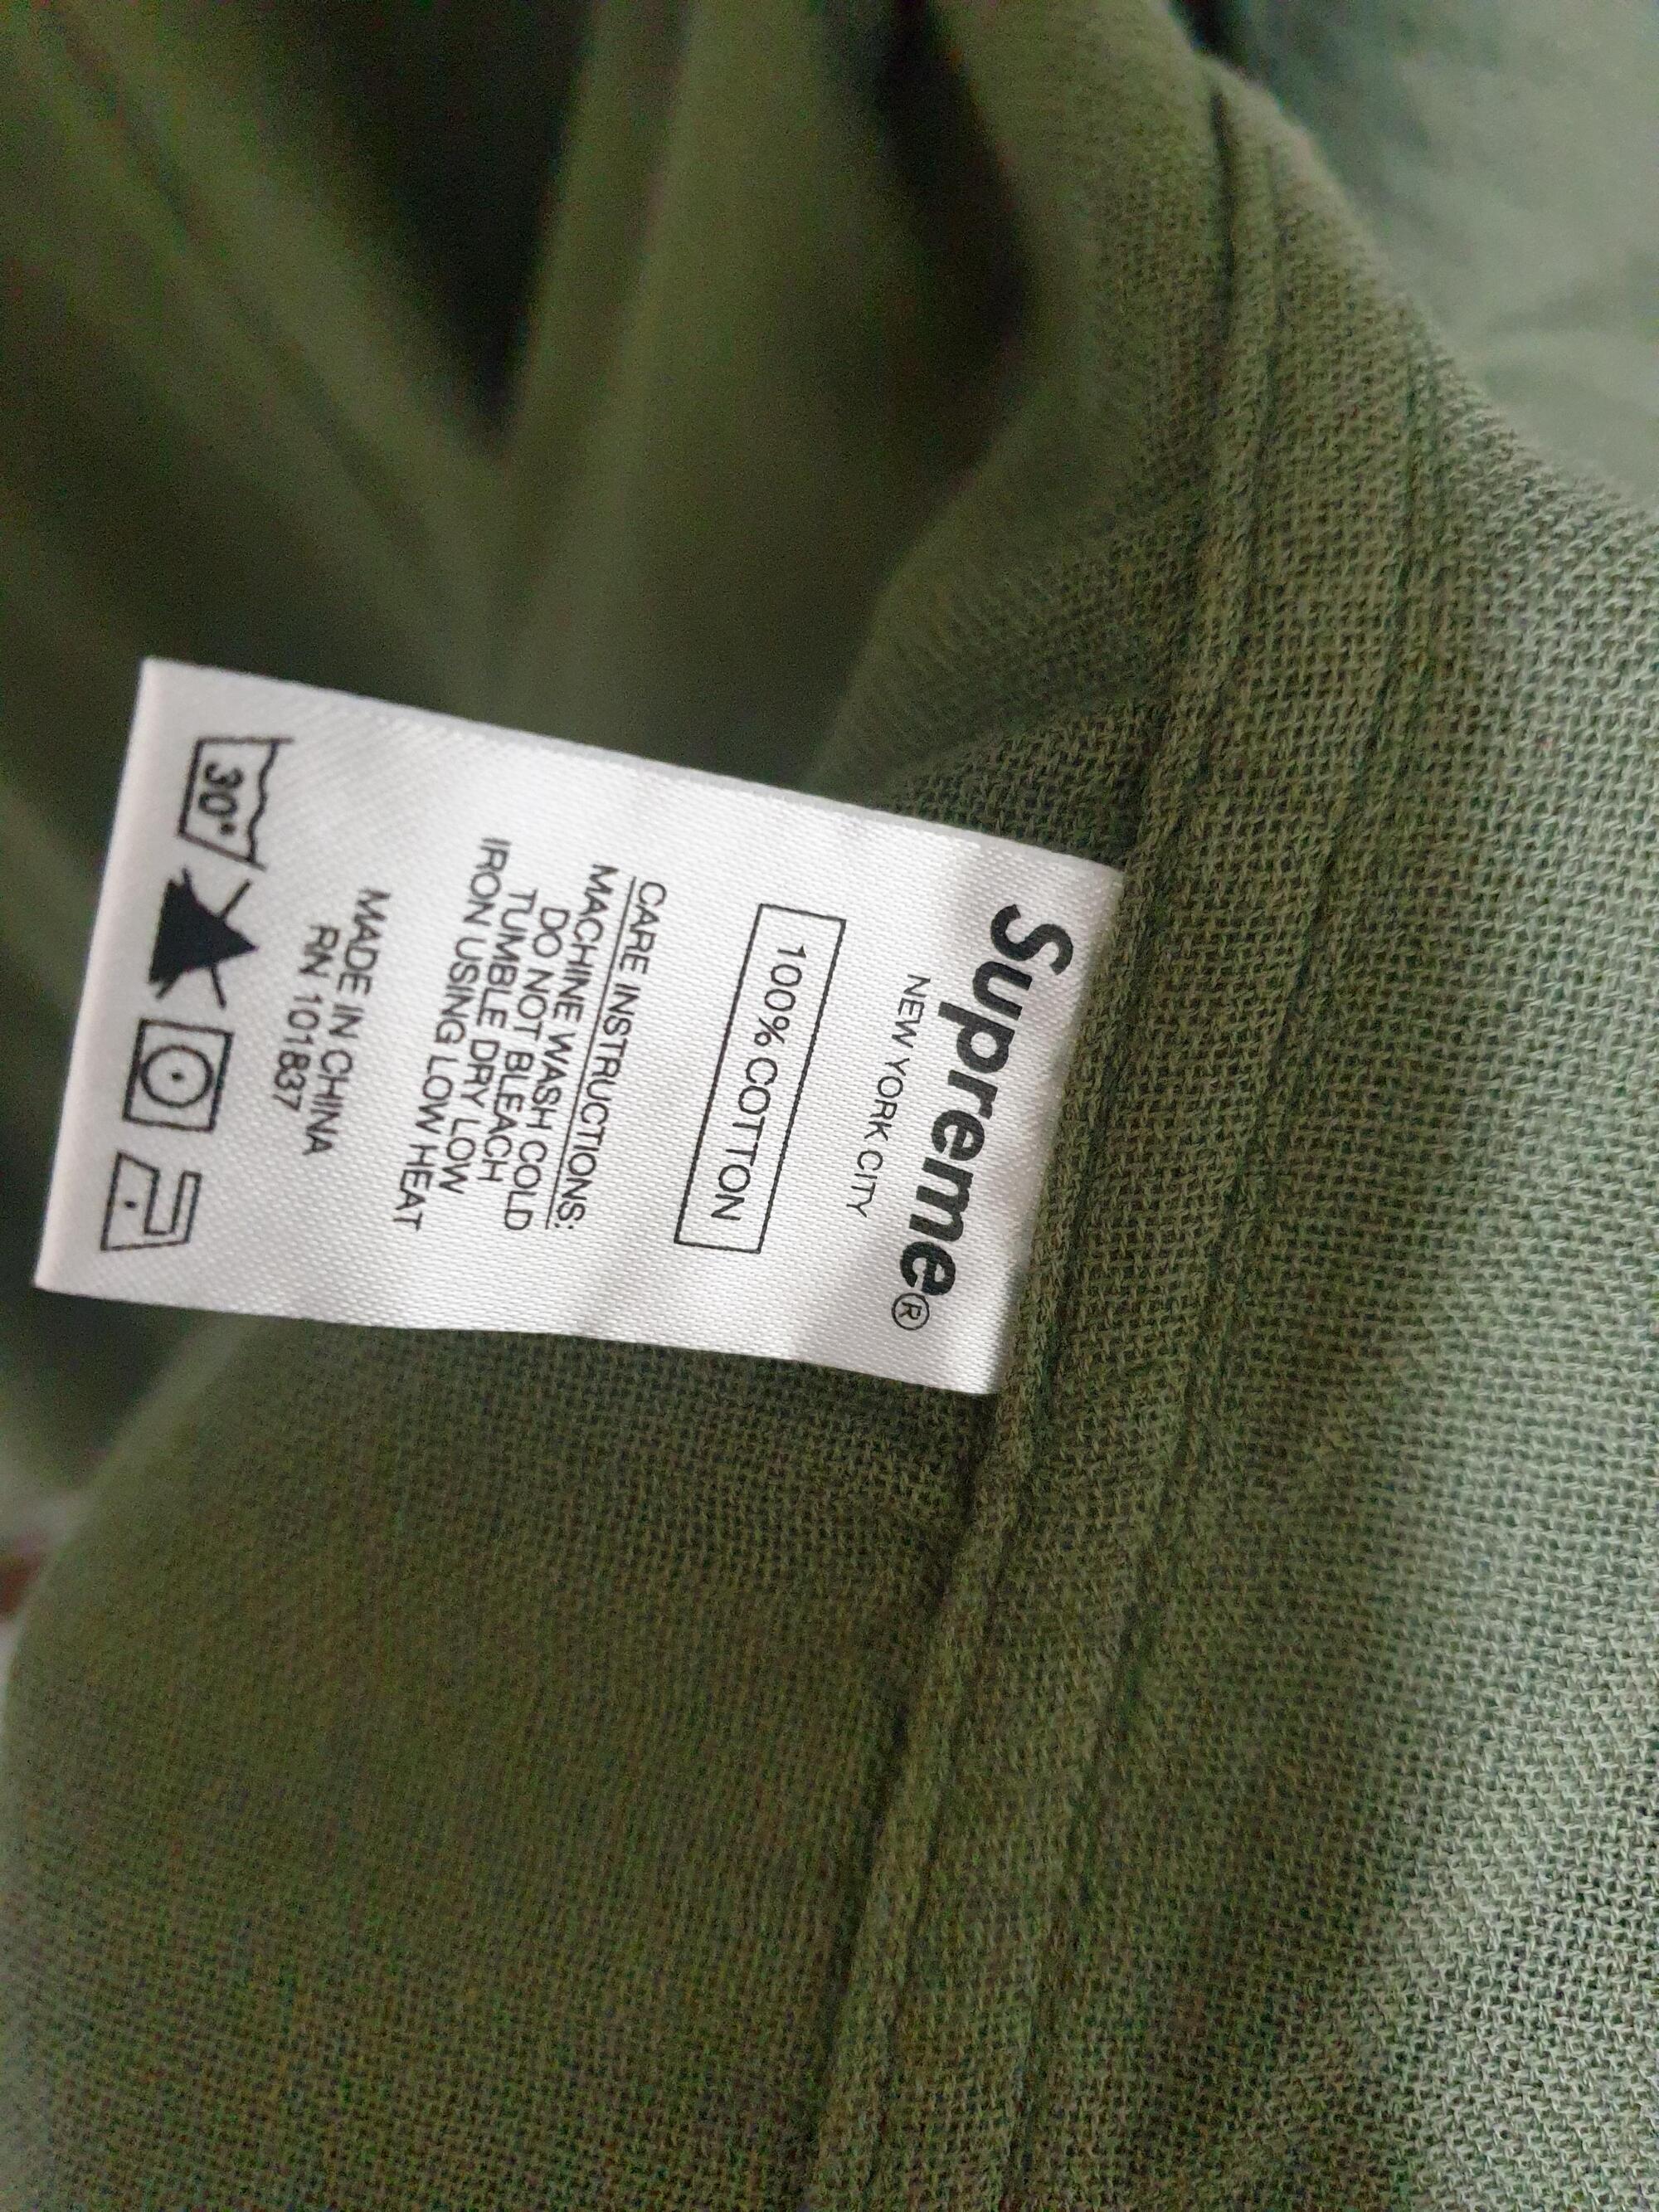 Supreme®
NEW YORK CITY
100% COTTON
CARE INSTRUCTIONS:
MACHINE WASH COLD
DO NOT BLEACH
TUMBLE DRY LOW
IRON USING LOW HEAT
MADE IN CHINA
RN 101837
30°